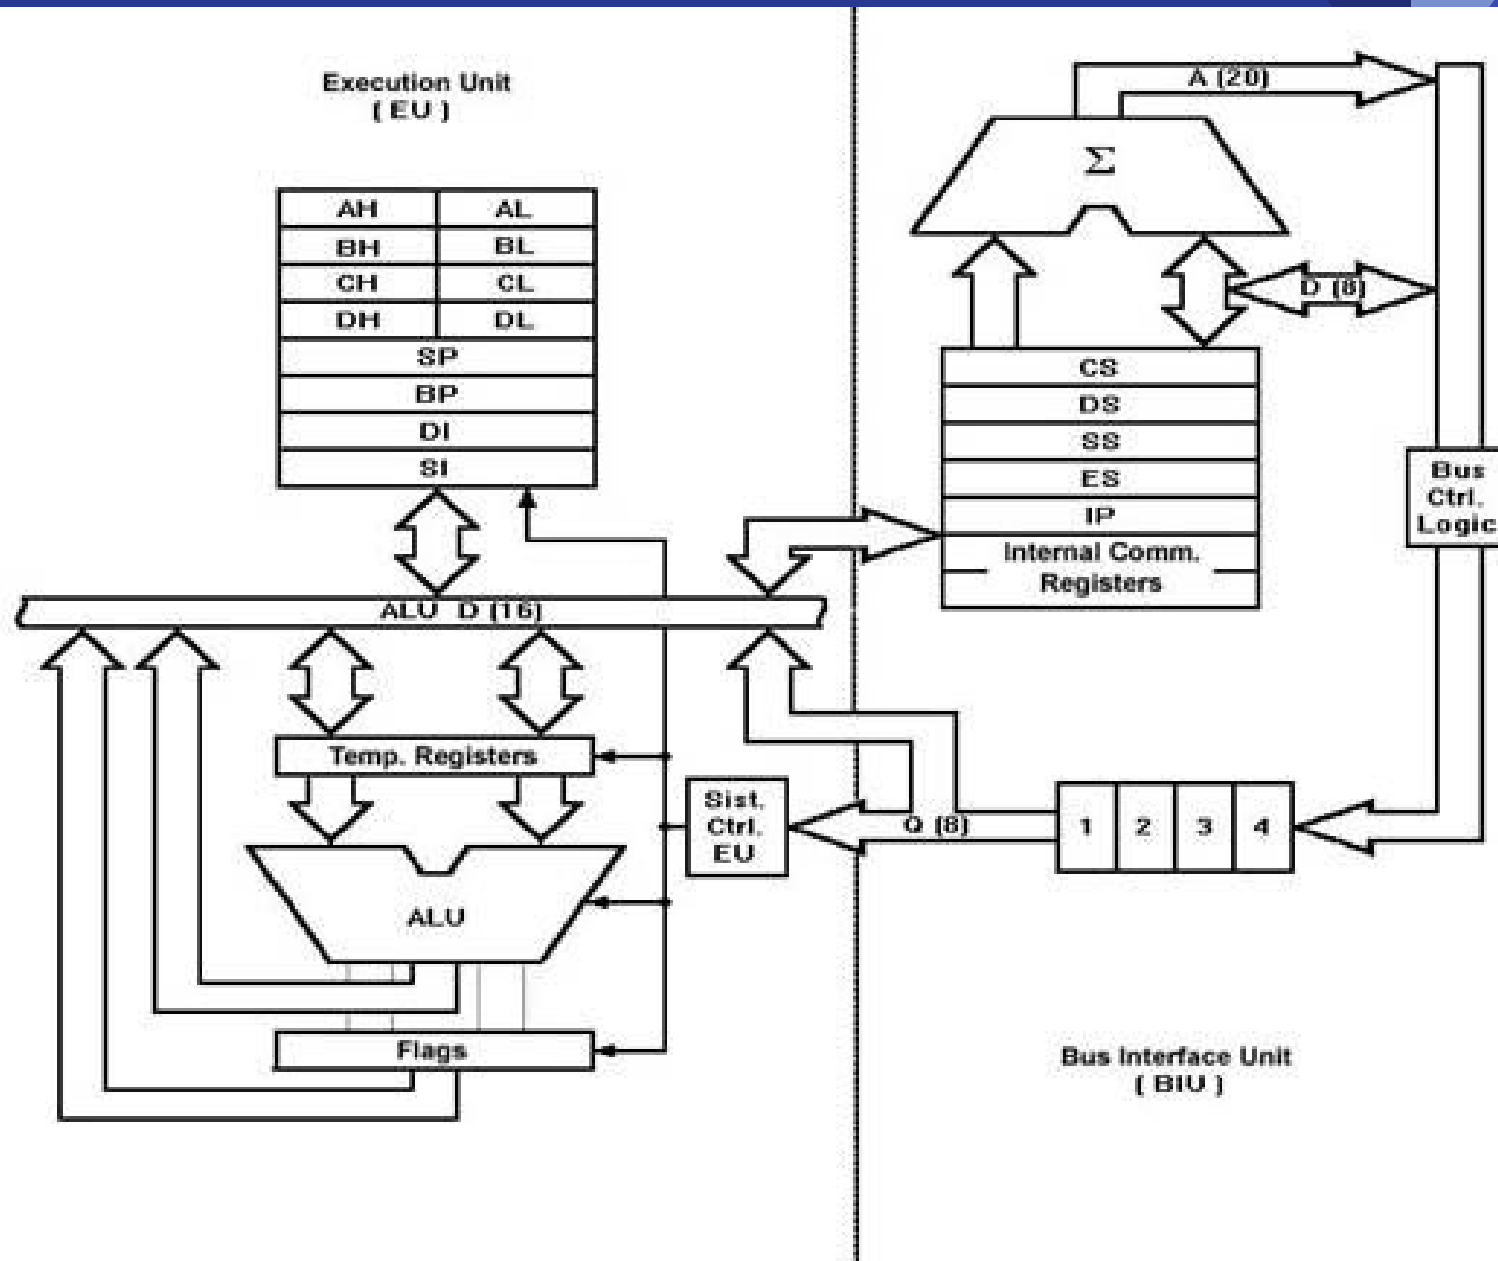 Execution Unit
( EU )
AH AL
BH BL
CH CL
DH DL
SP
BP
DI
SI
ALU D (16)
Temp. Registers
Sist.
Ctrl.
EU
ALU
Flags
A (20)
Σ
D (8)
CS
DS
SS
ES
IP
Internal Comm.
Registers
Bus
Ctrl.
Logic
Q (8)
1 2 3 4
Bus Interface Unit
( BIU )